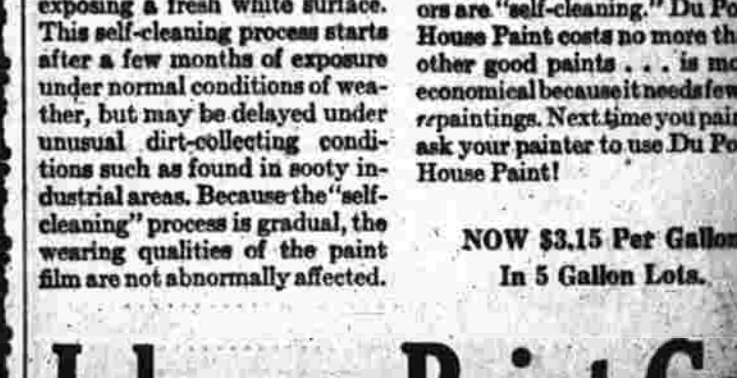 exposing a fresh white surface.
This self-cleaning process starts
after a few months of exposure
under normal conditions of wea-
ther, but may be delayed under
unusual dirt-collecting condi-
tions such as found in sooty in-
dustrial areas. Because the "self-
cleaning" process is gradual, the
wearing qualities of the paint
film are not abnormally affected.
ors are "self-cleaning." Du Po
House Paint costs no more th
other good paints . . . is mo
economical because it needs few
repaintings. Next time you pain
ask your painter to use Du Po
House Paint!
NOW $3.15 Per Gallon
In 5 Gallon Lots.